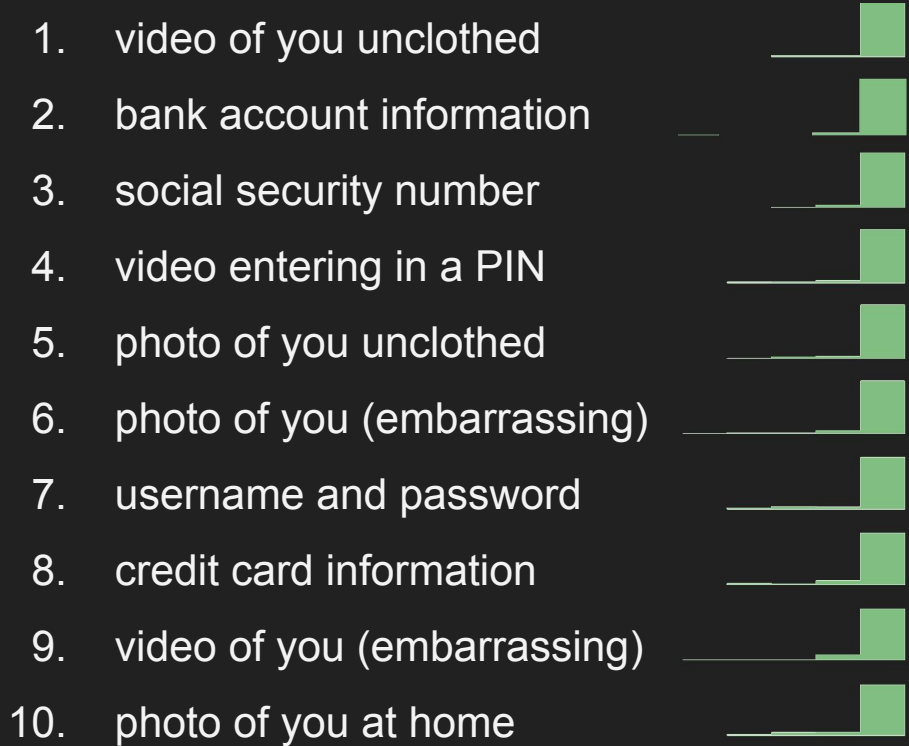 1. video of you unclothed
2. bank account information
3. social security number
4. video entering in a PIN
5. photo of you unclothed
6. photo of you (embarrassing)
7. username and password
8. credit card information
9. video of you (embarrassing)
10. photo of you at home